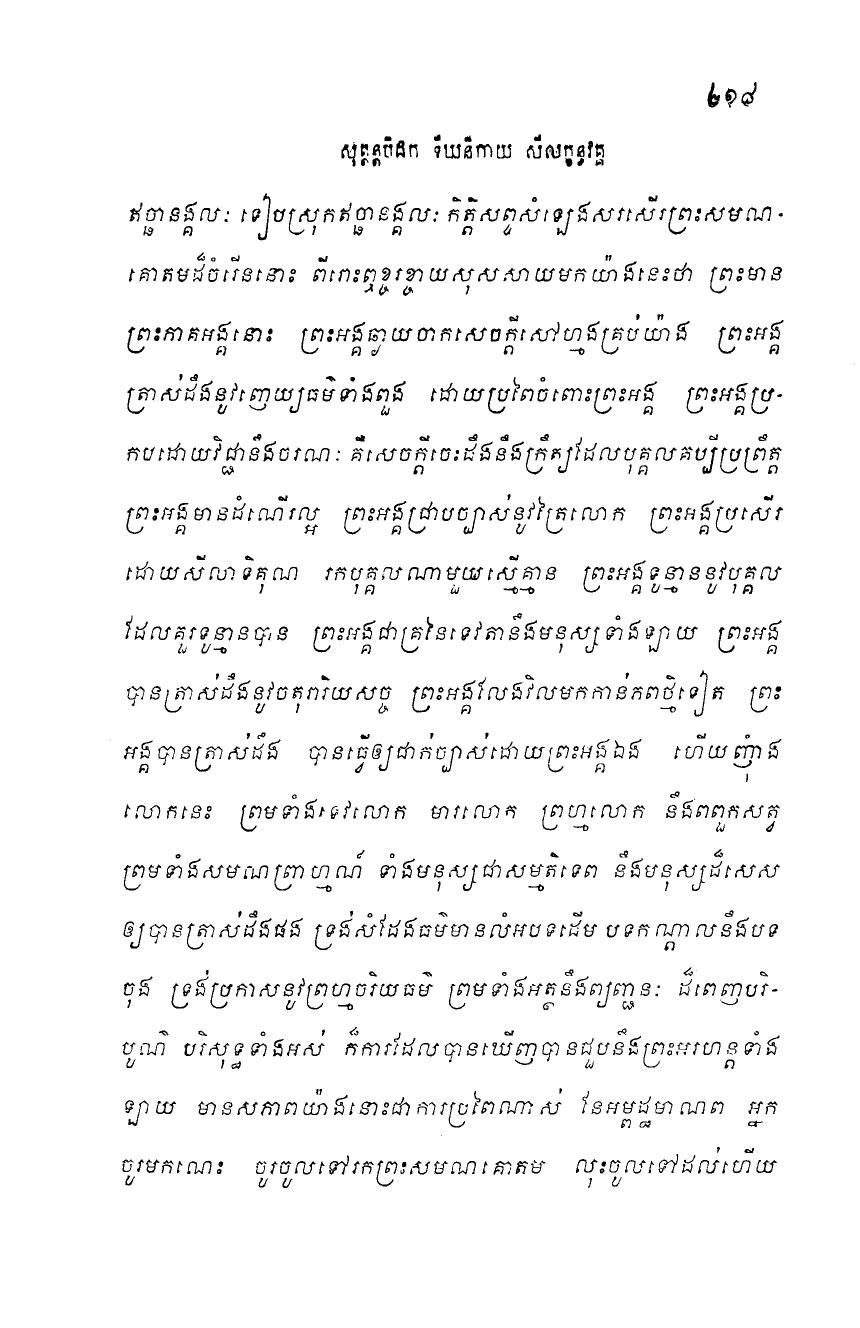 ២១៨
សុត្តន្តបិដក ទីឃនិកាយ សីលក្ខន្ធវគ្គ
ឥច្ឆានង្គលៈ ទៀបស្រុកឥច្ឆានង្គលៈ កិត្តិសព្ទសំឡេងសរសើរព្រះសមណ-
គោតមដ៏ចំរើននោះ ពីរោះឮខ្ចរខ្ចាយសុសសាយមកយ៉ាងនេះថា ព្រះមាន
ព្រះភាគអង្គនោះ ព្រះអង្គឆ្ងាយចាកសេចក្តីសៅហ្មងគ្រប់យ៉ាង ព្រះអង្គ
ត្រាស់ដឹងនូវញេយ្យធម៌ទាំងពួង ដោយប្រពៃចំពោះព្រះអង្គ ព្រះអង្គប្រ-
កបដោយវិជ្ជានឹងចរណៈ គឺសេចក្តីចេះដឹងនឹងក្រឹត្យដែលបុគ្គលគប្បីប្រព្រឹត្ត
ព្រះអង្គមានដំណើរល្អ ព្រះអង្គជ្រាបច្បាស់នូវត្រៃលោក ព្រះអង្គប្រសើរ
ដោយសីលាទិគុណ រកបុគ្គលណាមួយស្មើគ្មាន ព្រះអង្គទូន្មាននូវបុគ្គល
ដែលគួរទូន្មានបាន ព្រះអង្គជាគ្រូនៃទេវតានឹងមនុស្សទាំងឡាយ ព្រះអង្គ
បានត្រាស់ដឹងនូវចតុរារិយសច្ច ព្រះអង្គលែងវិលមកកាន់ភពថ្មីទៀត ព្រះ
អង្គបានត្រាស់ដឹង បានធ្វើឲ្យជាក់ច្បាស់ដោយព្រះអង្គឯង ហើយញ៉ាំង
លោកនេះ ព្រមទាំងទេវលោក មារលោក ព្រហ្មលោក នឹងពពួកសត្វ
ព្រមទាំងសមណព្រាហ្មណ៍ ទាំងមនុស្សជាសម្មតិទេព នឹងមនុស្សដ៏សេស
ឲ្យបានត្រាស់ដឹងផង ទ្រង់សំដែងធម៌មានលំអបទដើម បទកណ្តាលនឹងបទ
ចុង ទ្រង់ប្រកាសនូវព្រហ្មចរិយធម៌ ព្រមទាំងអត្ថនឹងព្យញ្ជនៈ ដ៏ពេញបរិ-
បូណ៌ បរិសុទ្ធទាំងអស់ ក៏ការដែលបានឃើញបានជួបនឹងព្រះអរហន្តទាំង
ឡាយ មានសភាពយ៉ាងនោះជាការប្រពៃណាស់ នែអម្ពដ្ឋមាណព អ្នក
ចូរមកណេះ ចូរចូលទៅរកព្រះសមណគោតម លុះចូលទៅដល់ហើយ